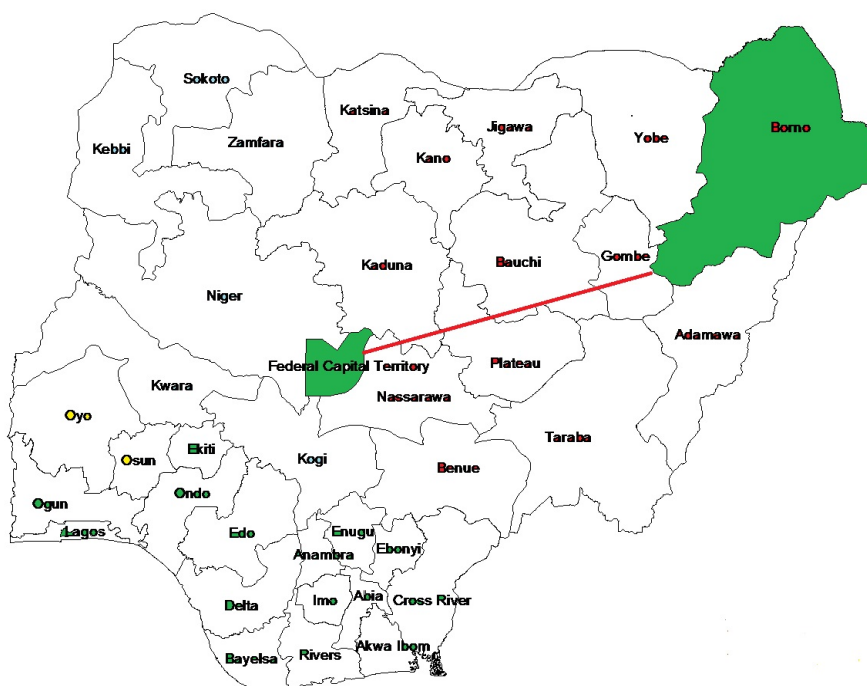 Sokoto
Katsina
Jigawa
Borno
Yobe
Zamfara
Kebbi
Kano
Gombe
Bauchi
Kaduna
Niger
Adamawa
Federal Capital Territory
Plateau
Kwara
Nassarawa
Oyo
Taraba
Ekiti
Osun
Kogi
Benue
Ondo
Ogun
Lagos
Edo
Enugu
Ebonyi
Anambra
Abia
Imo
Cross River
Delta
Akwa Ibom
Rivers
Bayelsa